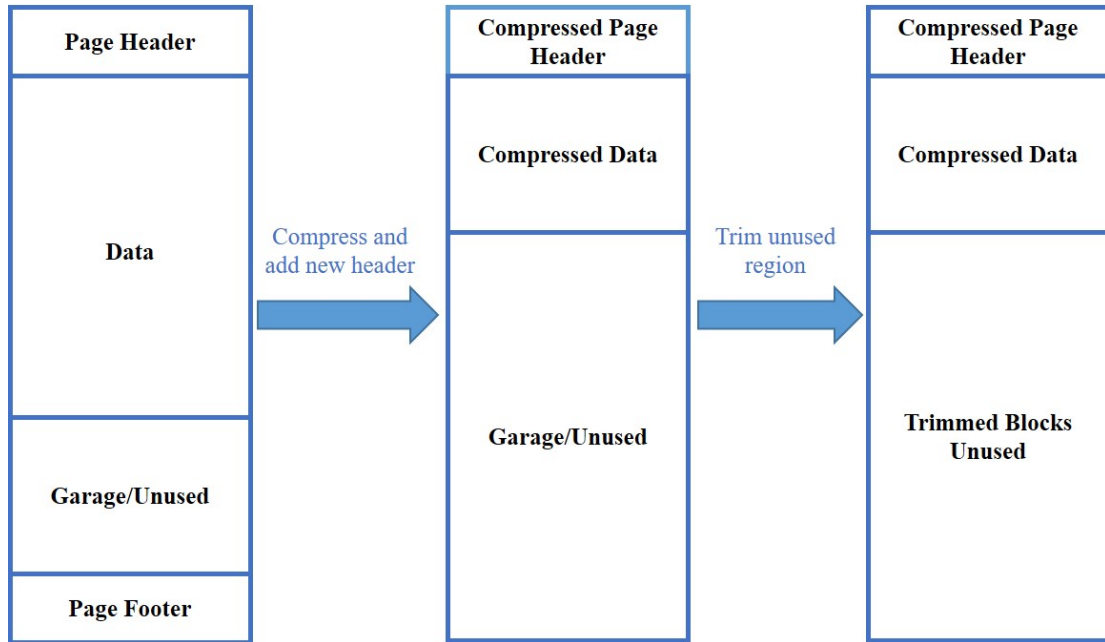 Page Header
Data
Garage/Unused
Page Footer
Compress and
add new header
Compressed Page
Header
Compressed Data
Garage/Unused
Trim unused
region
Compressed Page
Header
Compressed Data
Trimmed Blocks
Unused